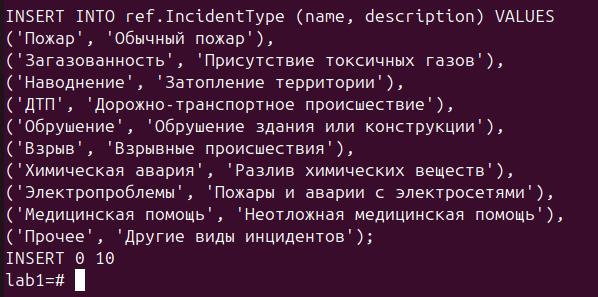 INSERT INTO ref.IncidentType (name, description) VALUES
('Пожар', 'Обычный пожар'),
('Загазованность', 'Присутствие токсичных газов'),
('Наводнение', 'Затопление территории'),
('ДТП', 'Дорожно-транспортное происшествие'),
('Обрушение', 'Обрушение здания или конструкции'),
('Взрыв', 'Взрывные происшествия'),
('Химическая авария', 'Разлив химических веществ'),
('Электропроблемы', 'Пожары и аварии с электросетями'),
('Медицинская помощь', 'Неотложная медицинская помощь'),
('Прочее', 'Другие виды инцидентов');
INSERT 0 10
lab1=#